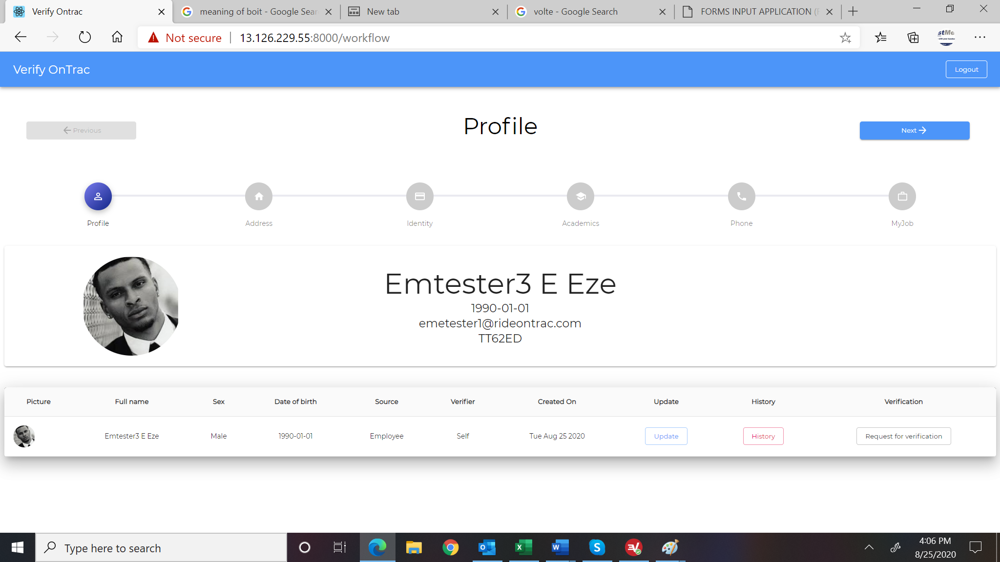 Verify Ontrac
meaning of boit - Google Sear
New tab
volte - Google Search
FORMS INPUT APPLICATION (F
Not secure | 13.126.229.55:8000/workflow
stMe
Verify OnTrac
Logout
Previous
Profile
Next
Profile
Address
Identity
Academics
Phone
MyJob
Emtester3 E Eze
1990-01-01
emetester1@rideontrac.com
TT62ED
Picture Full name Sex Date of birth Source Verifier Created On Update History Verification
Emtester3 E Eze Male 1990-01-01 Employee Self Tue Aug 25 2020 Update History Request for verification
Type here to search
4:06 PM
8/25/2020